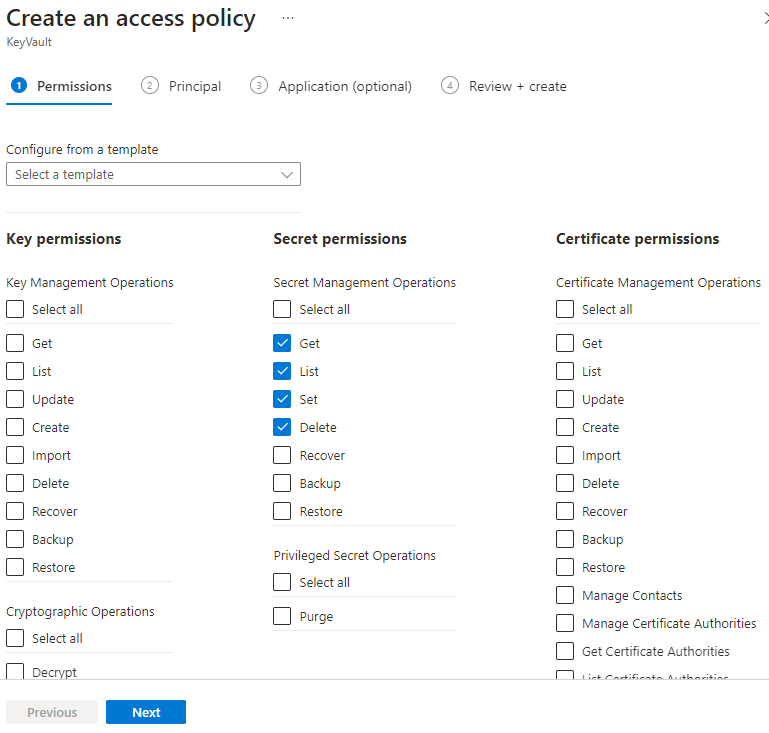 Create an access policy ...
KeyVault
1 Permissions
2 Principal
3 Application (optional)
4 Review + create
Configure from a template
Select a template
Key permissions
Key Management Operations
Select all
Get
List
Update
Create
Import
Delete
Recover
Backup
Restore
Cryptographic Operations
Select all
Decrypt
Secret permissions
Secret Management Operations
Select all
Get
List
Set
Delete
Recover
Backup
Restore
Privileged Secret Operations
Select all
Purge
Certificate permissions
Certificate Management Operations
Select all
Get
List
Update
Create
Import
Delete
Recover
Backup
Restore
Manage Contacts
Manage Certificate Authorities
Get Certificate Authorities
List Certificate Authorities
Previous
Next